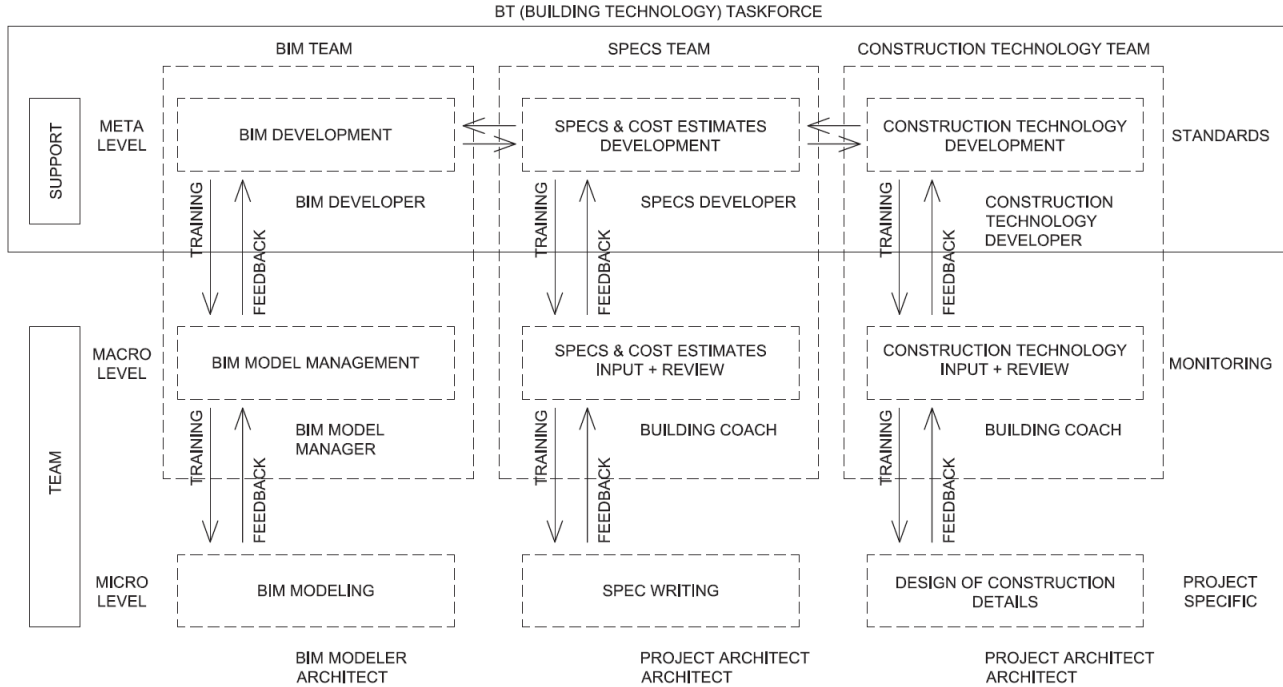 BT (BUILDING TECHNOLOGY) TASKFORCE
BIM TEAM
SPECS TEAM
CONSTRUCTION TECHNOLOGY TEAM
SUPPORT
META
LEVEL
BIM DEVELOPMENT
SPECS & COST ESTIMATES
DEVELOPMENT
CONSTRUCTION TECHNOLOGY
DEVELOPMENT
STANDARDS
TRAINING
FEEDBACK
BIM DEVELOPER
TRAINING
FEEDBACK
SPECS DEVELOPER
TRAINING
FEEDBACK
CONSTRUCTION
TECHNOLOGY
DEVELOPER
TEAM
MACRO
LEVEL
BIM MODEL MANAGEMENT
SPECS & COST ESTIMATES
INPUT + REVIEW
CONSTRUCTION TECHNOLOGY
INPUT + REVIEW
MONITORING
TRAINING
FEEDBACK
BIM MODEL
MANAGER
TRAINING
FEEDBACK
BUILDING COACH
TRAINING
FEEDBACK
BUILDING COACH
MICRO
LEVEL
BIM MODELING
SPEC WRITING
DESIGN OF CONSTRUCTION
DETAILS
PROJECT
SPECIFIC
BIM MODELER
ARCHITECT
PROJECT ARCHITECT
ARCHITECT
PROJECT ARCHITECT
ARCHITECT